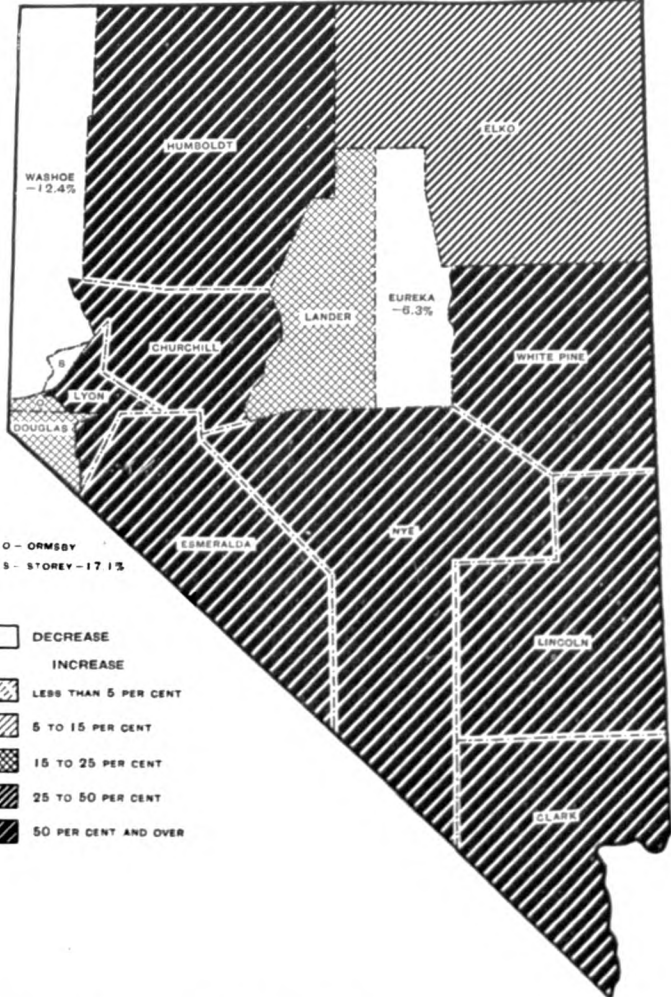 HUMBOLDT
ELKO
WASHOE
-12.4%
LANDER
EUREKA
-6.3%
CHURCHILL
WHITE PINE
S
LYON
O
DOUGLAS
ESMERALDA
NYE
O - ORMSBY
S - STOREY -17.1%
LINCOLN
DECREASE
INCREASE
LESS THAN 5 PER CENT
5 TO 15 PER CENT
15 TO 25 PER CENT
25 TO 50 PER CENT
50 PER CENT AND OVER
CLARK